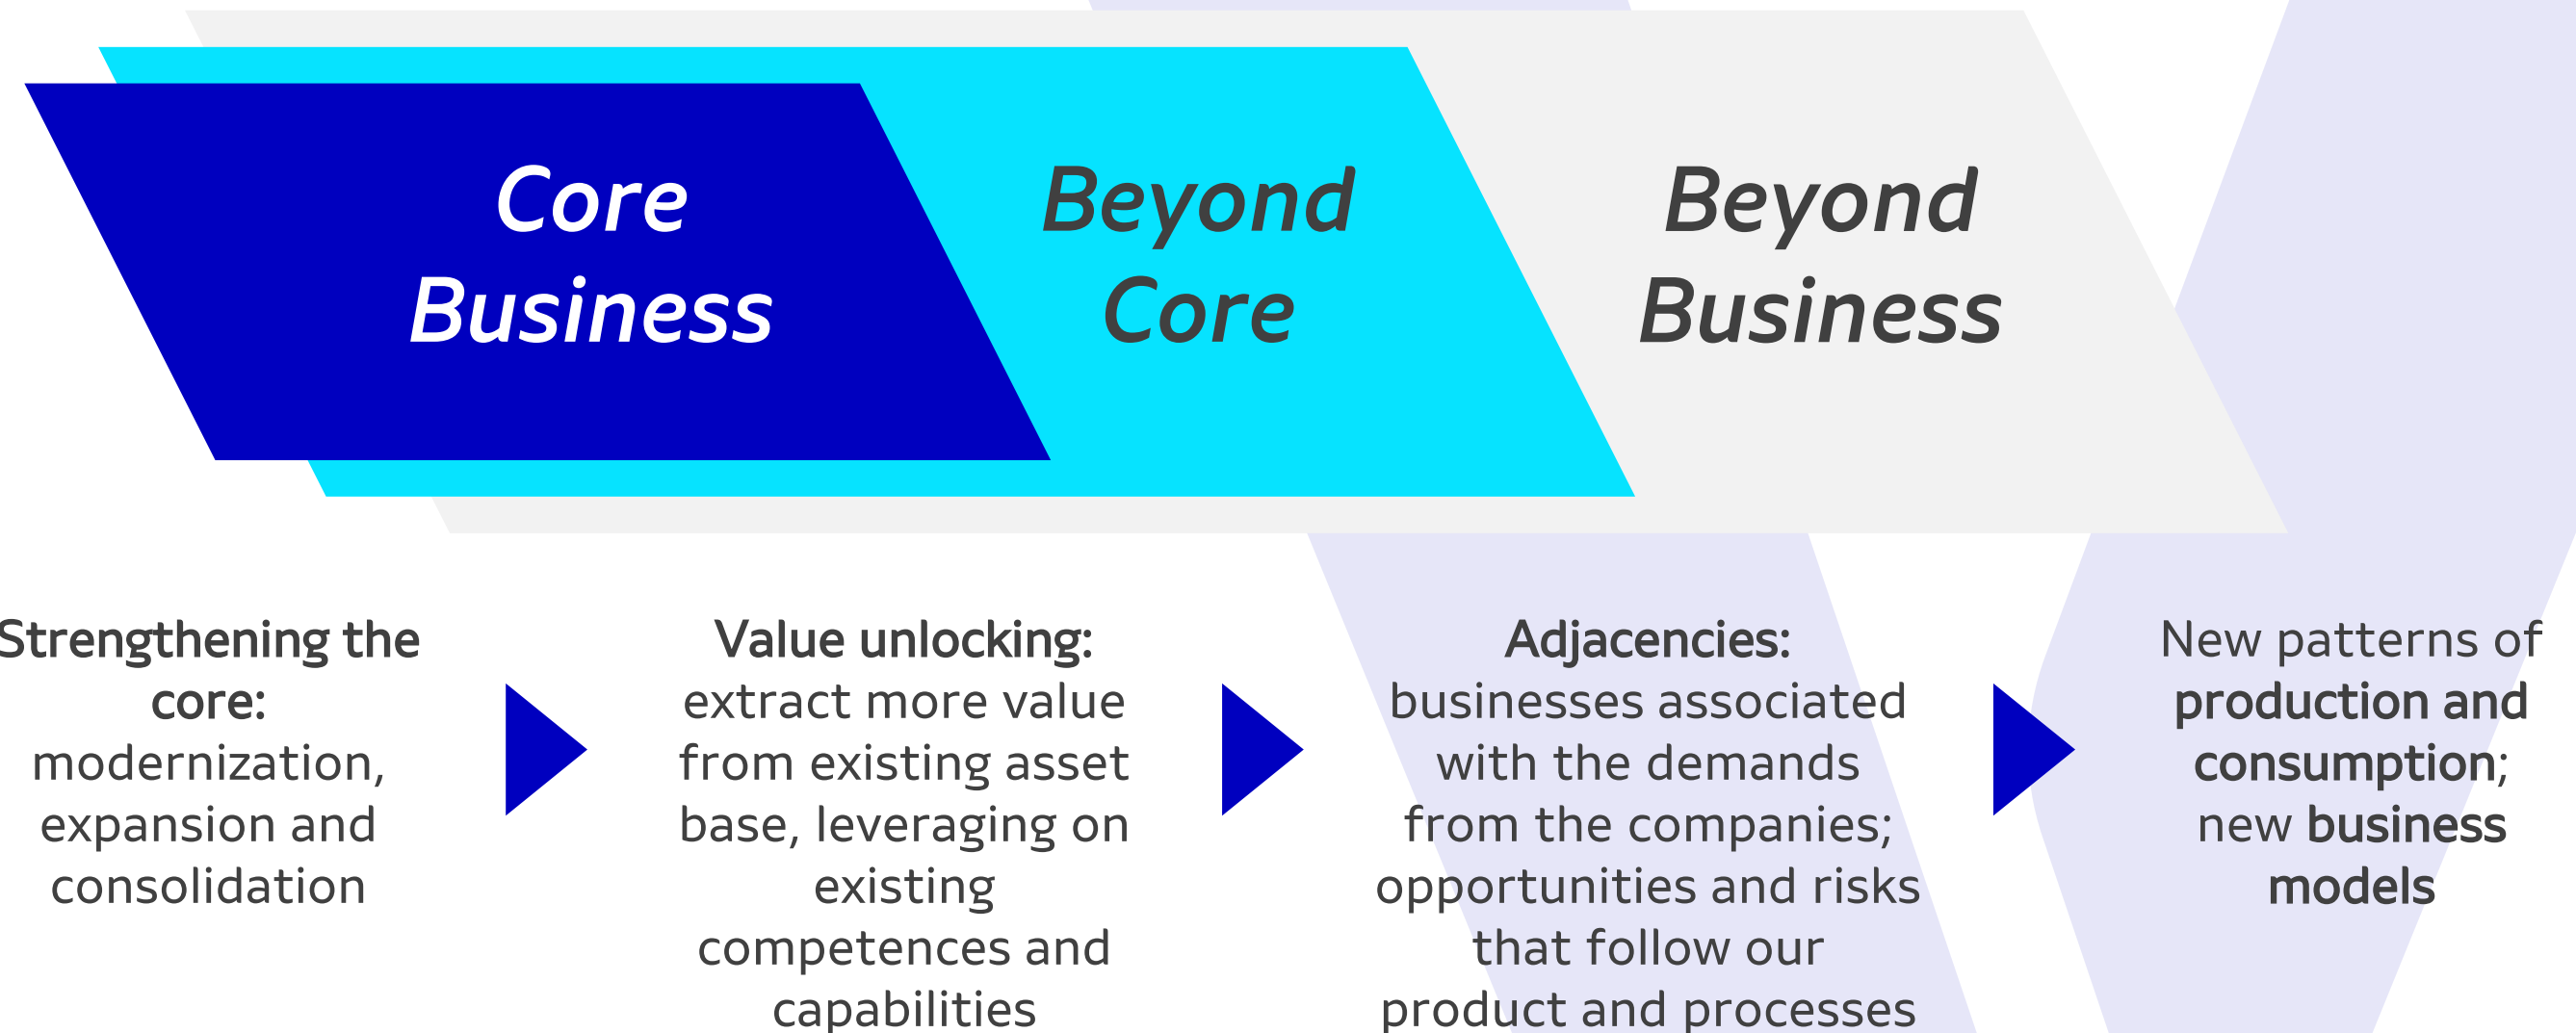 Core
Business
Beyond
Core
Beyond
Business
Strengthening the
core:
modernization,
expansion and
consolidation
Value unlocking:
extract more value
from existing asset
base, leveraging on
existing
competences and
capabilities
Adjacencies:
businesses associated
with the demands
from the companies;
opportunities and risks
that follow our
product and processes
New patterns of
production and
consumption;
new business
models